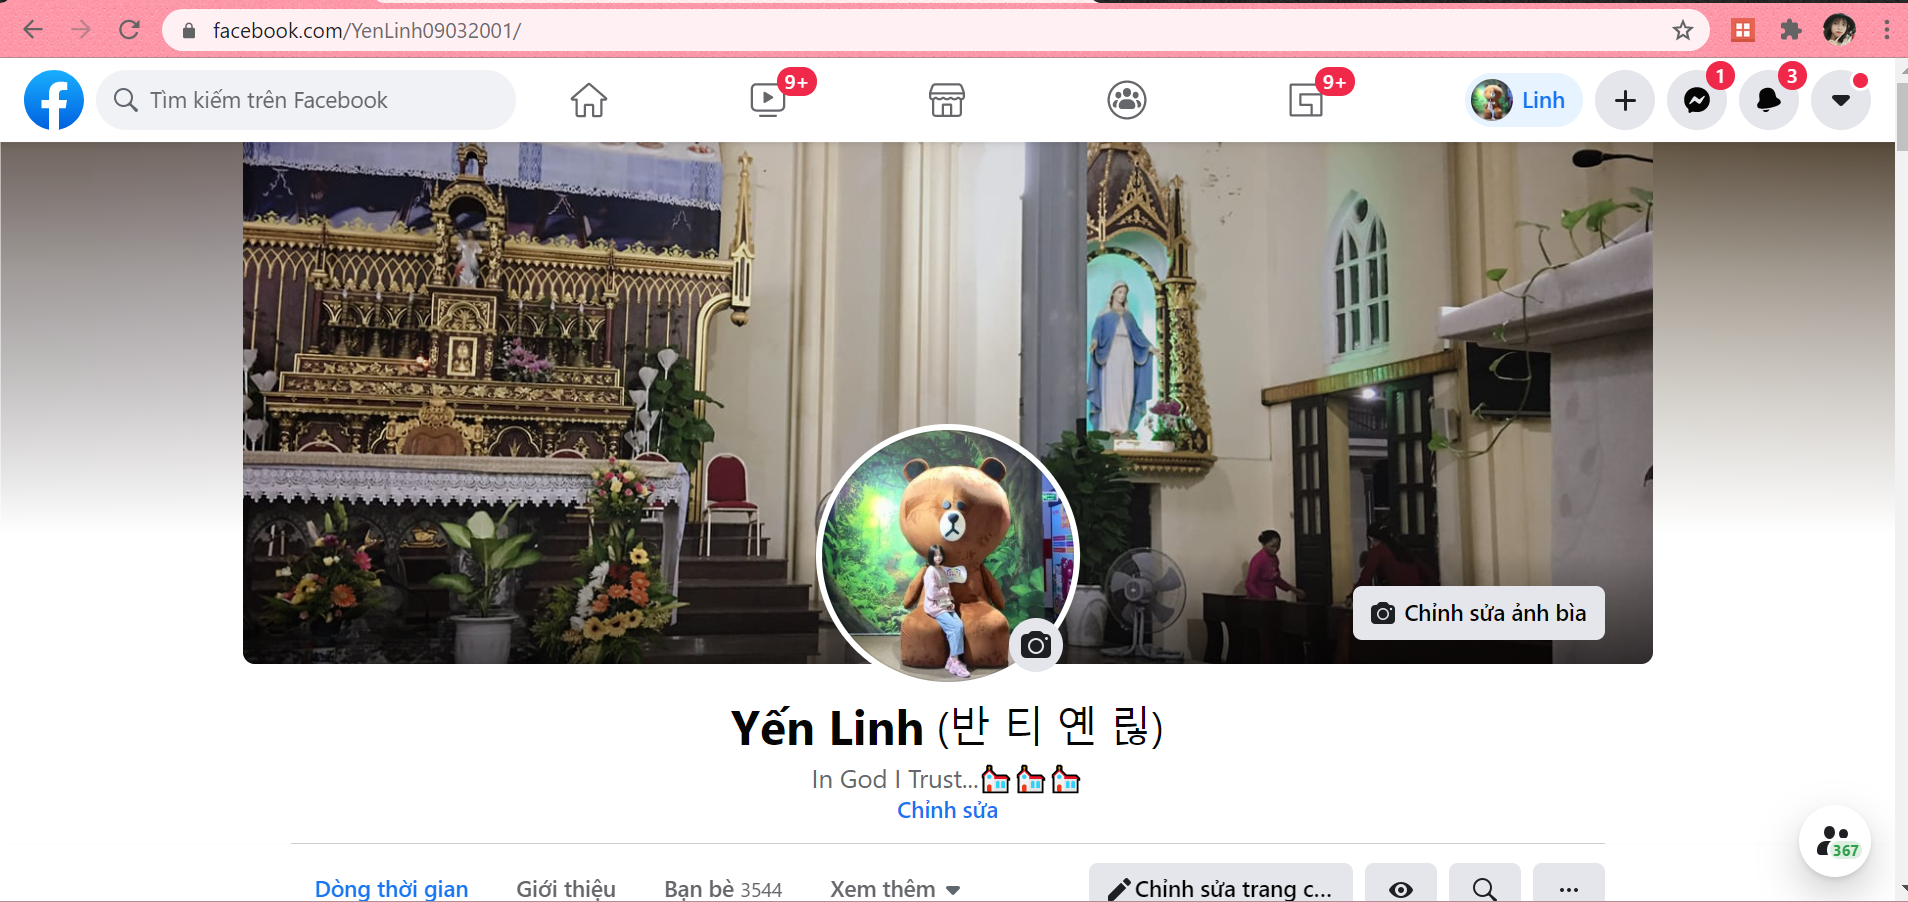 facebook.com/YenLinh09032001/
Tìm kiếm trên Facebook
9+
9+
Linh
1
3
Chỉnh sửa ảnh bìa
Yến Linh (반 티 옌 링)
In God I Trust...
Chỉnh sửa
367
Dòng thời gian
Giới thiệu
Bạn bè 3544
Xem thêm
Chỉnh sửa trang c...